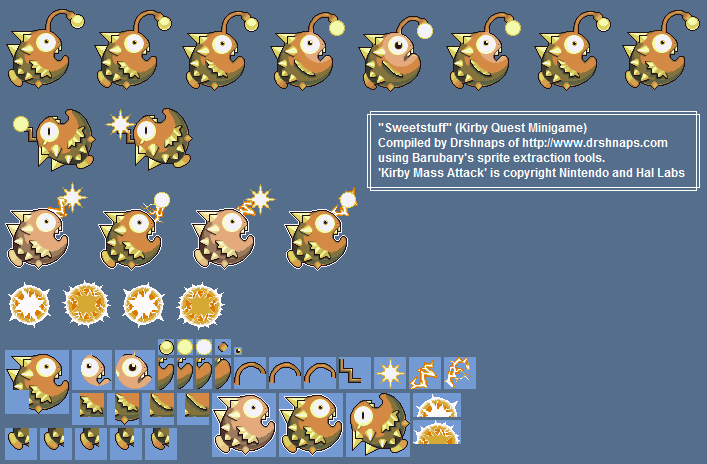 "Sweetstuff" (Kirby Quest Minigame)
Compiled by Drshnaps of http://www.drshnaps.com
using Barubary's sprite extraction tools.
'Kirby Mass Attack' is copyright Nintendo and Hal Labs